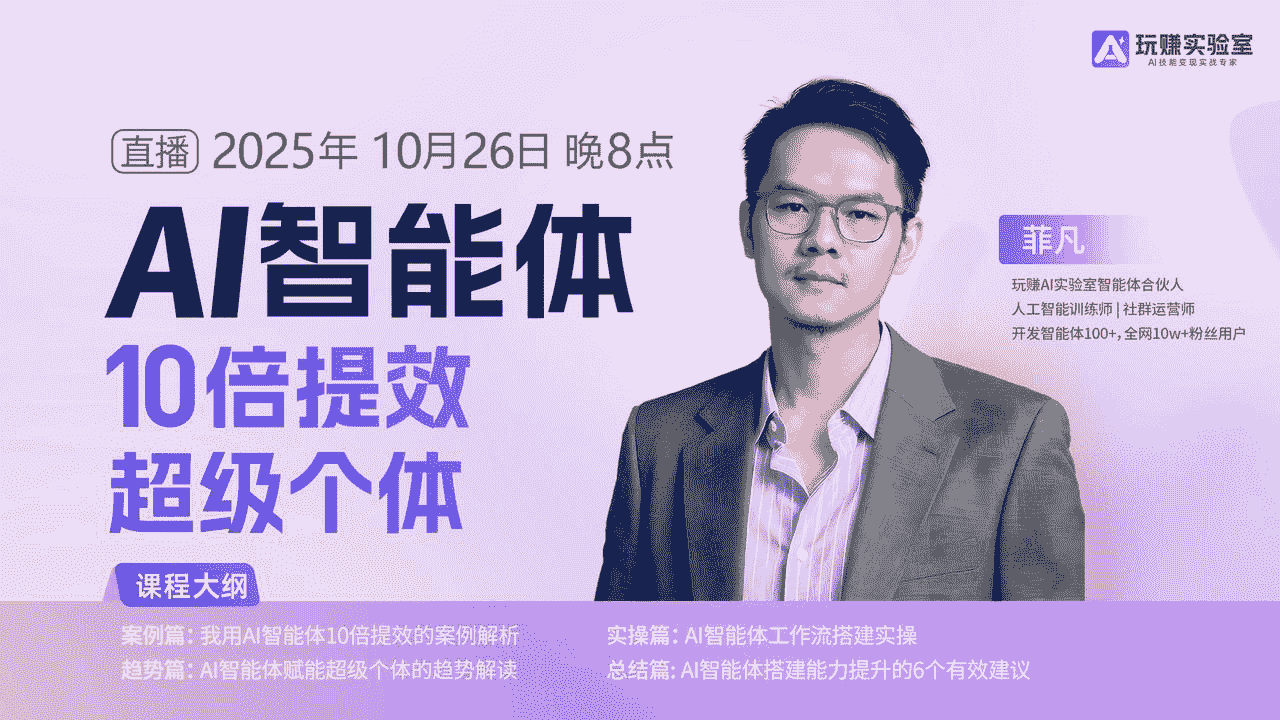 玩赚实验室
AI技能变现实战专家
直播 2025年 10月26日 晚8点
AI智能体
10倍提效
超级个体
菲凡
玩赚AI实验室智能体合伙人
人工智能训练师 | 社群运营师
开发智能体100+，全网10w+粉丝用户
课程大纲
案例篇：我用AI智能体10倍提效的案例解析
趋势篇：AI智能体赋能超级个体的趋势解读
实操篇：AI智能体工作流搭建实操
总结篇：AI智能体搭建能力提升的6个有效建议